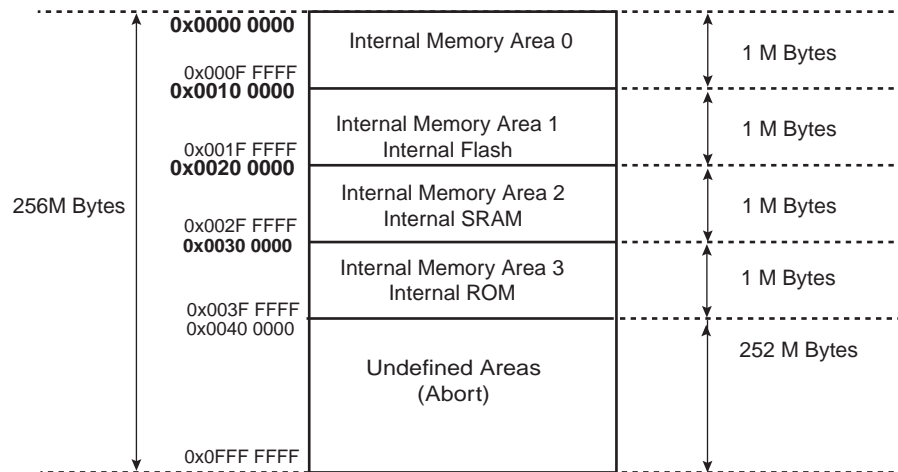 0x0000 0000
Internal Memory Area 0
1 M Bytes
0x000F FFFF
0x0010 0000
Internal Memory Area 1
Internal Flash
1 M Bytes
0x001F FFFF
0x0020 0000
256M Bytes
Internal Memory Area 2
Internal SRAM
1 M Bytes
0x002F FFFF
0x0030 0000
Internal Memory Area 3
Internal ROM
1 M Bytes
0x003F FFFF
0x0040 0000
252 M Bytes
Undefined Areas
(Abort)
0x0FFF FFFF